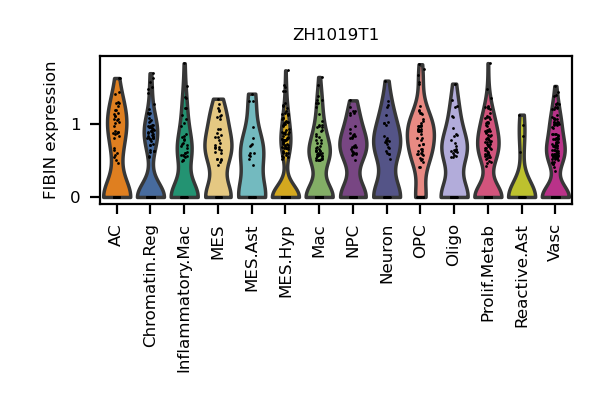 ZH1019T1
FIBIN expression
1
0
AC
Chromatin.Reg
Inflammatory.Mac
MES
MES.Ast
MES.Hyp
Mac
NPC
Neuron
OPC
Oligo
Prolif.Metab
Reactive.Ast
Vasc